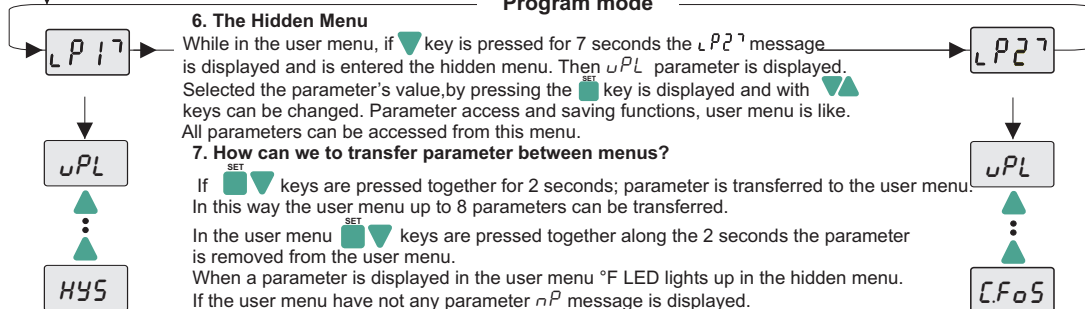 Program mode
6. The Hidden Menu
While in the user menu, if key is pressed for 7 seconds the ⌞P2⌝ message
is displayed and is entered the hidden menu. Then uPL parameter is displayed.
SET
Selected the parameter's value,by pressing the key is displayed and with
keys can be changed. Parameter access and saving functions, user menu is like.
All parameters can be accessed from this menu.
7. How can we to transfer parameter between menus?
SET
If keys are pressed together for 2 seconds; parameter is transferred to the user menu.
In this way the user menu up to 8 parameters can be transferred.
SET
In the user menu keys are pressed together along the 2 seconds the parameter
is removed from the user menu.
When a parameter is displayed in the user menu °F LED lights up in the hidden menu.
If the user menu have not any parameter nP message is displayed.
⌞P1⌝
uPL
HYS
⌞P2⌝
uPL
C.FoS